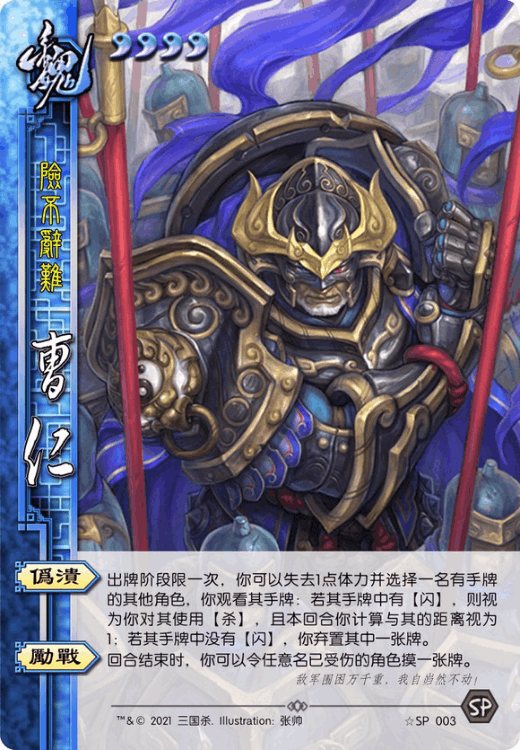 魏
險不辭難
曹仁
僞潰
出牌阶段限一次，你可以失去1点体力并选择一名有手牌
的其他角色，你观看其手牌：若其手牌中有【闪】，则视
为你对其使用【杀】，且本回合你计算与其的距离视为
1；若其手牌中没有【闪】，你弃置其中一张牌。
勵戰
回合结束时，你可以令任意名已受伤的角色摸一张牌。
敌军围困万千重，我自岿然不动！
™&© 2021 三国杀. Illustration: 张帅
☆SP 003
SP